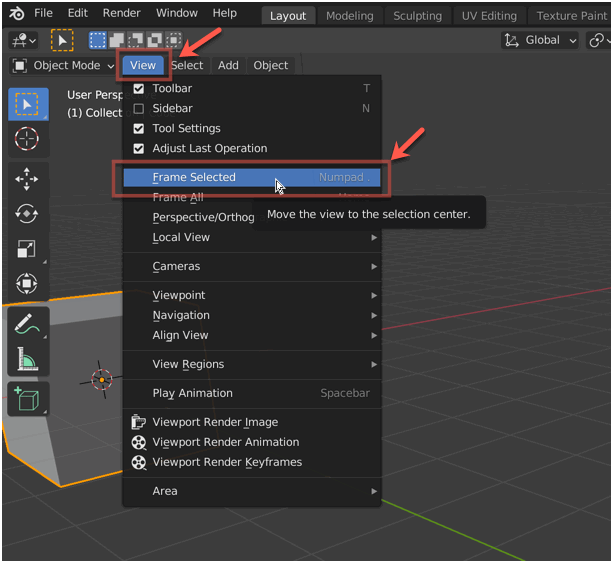 File Edit Render Window Help Layout Modeling Sculpting UV Editing Texture Paint
Global
Object Mode View Select Add Object
User Persp
(1) Collect
Toolbar T
Sidebar N
Tool Settings
Adjust Last Operation
Frame Selected Numpad .
Frame All
Perspective/Orthog
Move the view to the selection center.
Local View
Cameras
Viewpoint
Navigation
Align View
View Regions
Play Animation Spacebar
Viewport Render Image
Viewport Render Animation
Viewport Render Keyframes
Area